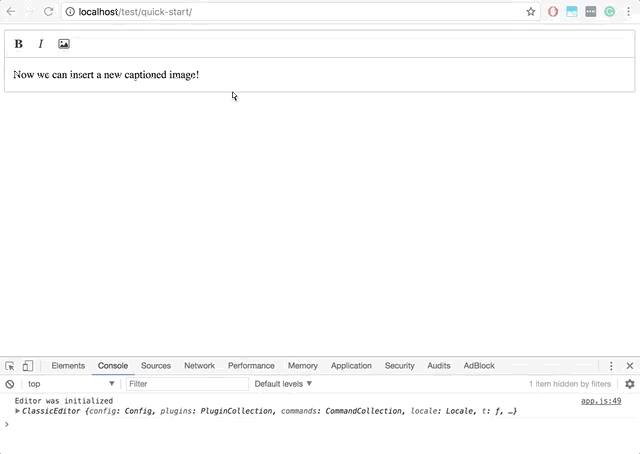 localhost/test/quick-start/
B I
Now we can insert a new captioned image!
Elements Console Sources Network Performance Memory Application Security Audits AdBlock
top Filter Default levels 1 item hidden by filters
Editor was initialized app.js:49
ClassicEditor {config: Config, plugins: PluginCollection, commands: CommandCollection, locale: Locale, t: ƒ, …}